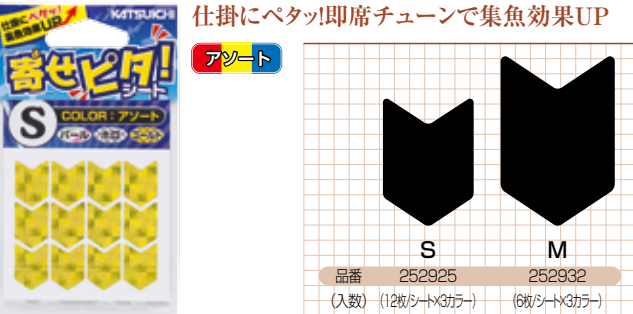 仕掛にペタッ!即席チューンで集魚効果UP
アソート
仕掛にペタッ!
集魚効果UP
KATSUICHI
寄せピタ!
シート
S
COLOR:アソート
パール ホロ ゴールド
S M
品番 252925 252932
(入数) (12枚/シート×3カラー) (6枚/シート×3カラー)